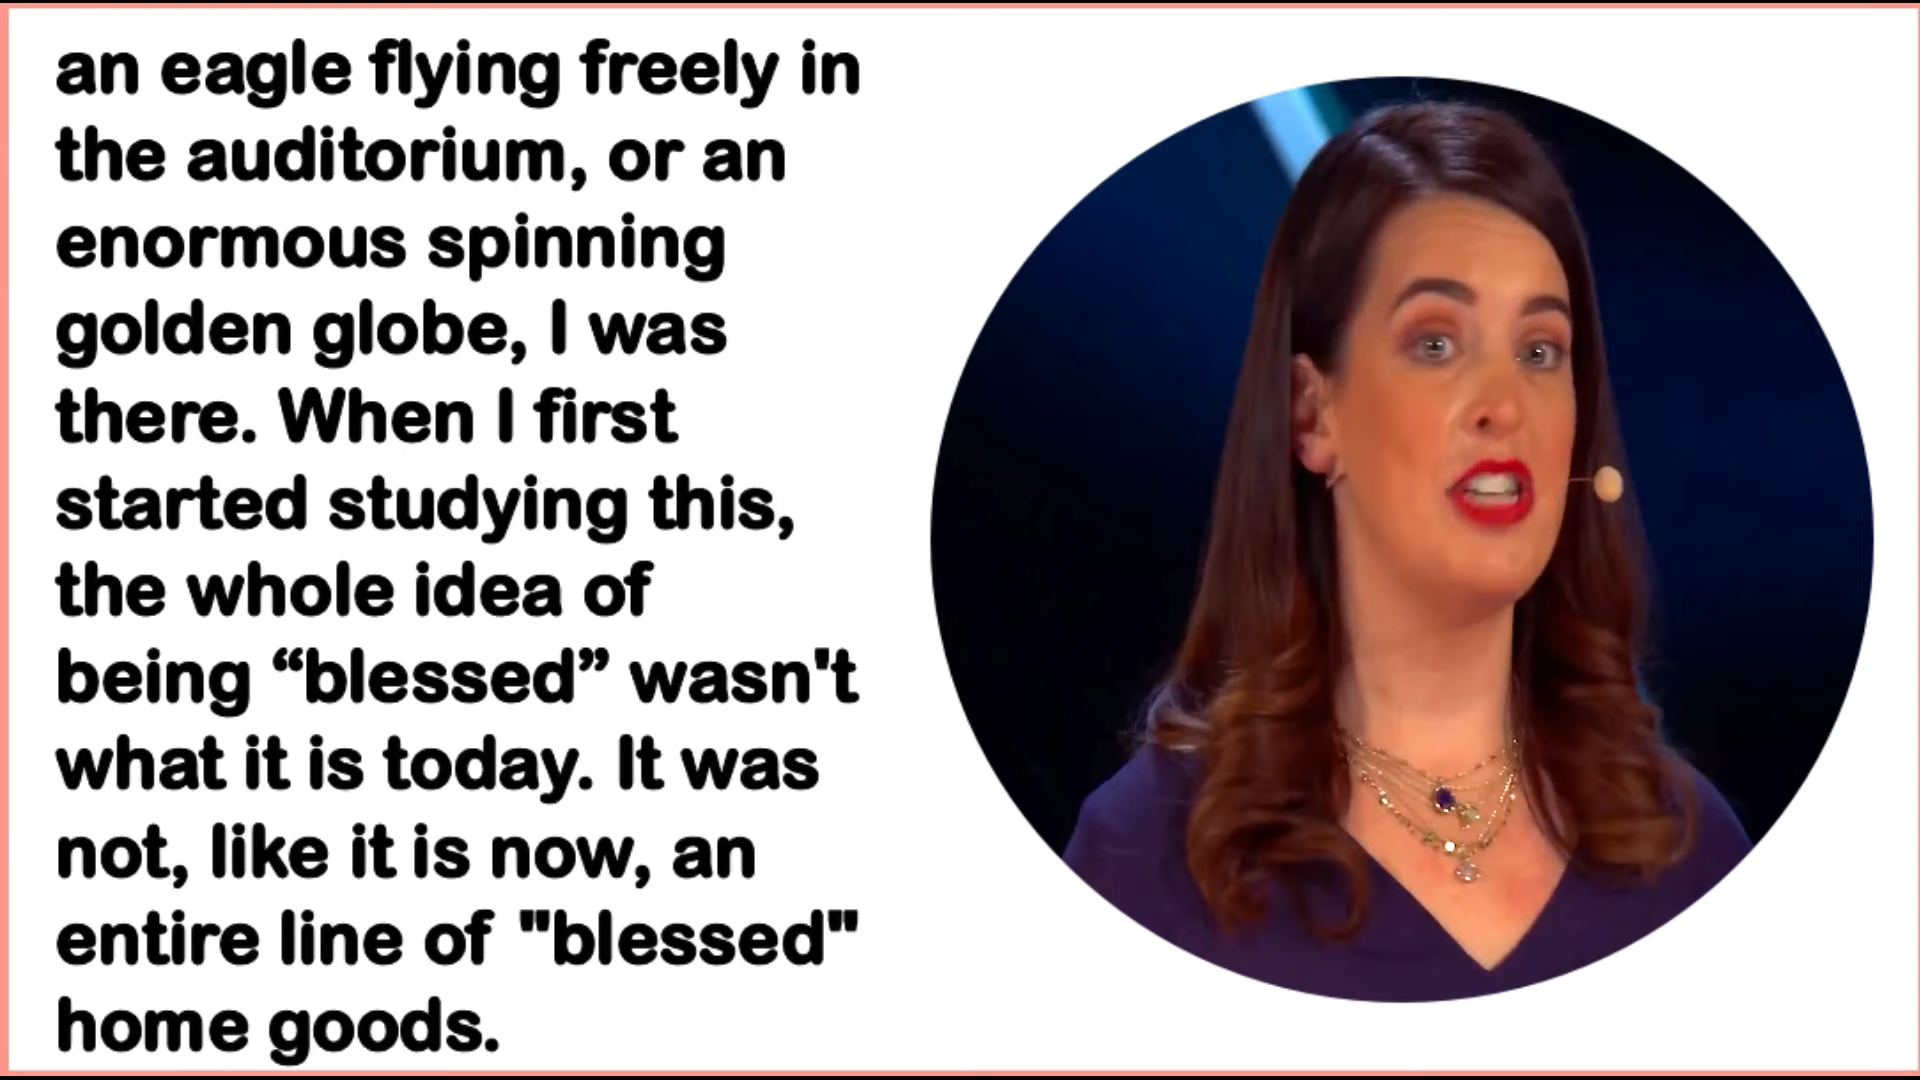 an eagle flying freely in
the auditorium, or an
enormous spinning
golden globe, I was
there. When I first
started studying this,
the whole idea of
being “blessed” wasn't
what it is today. It was
not, like it is now, an
entire line of "blessed"
home goods.